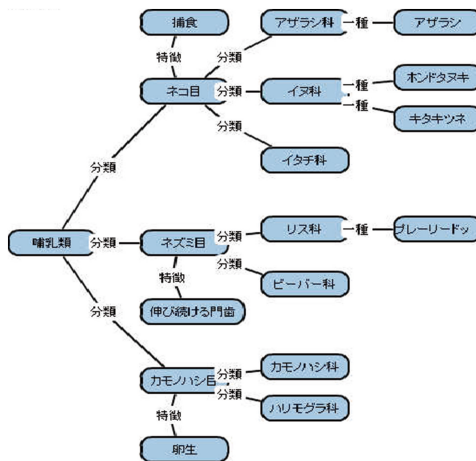 捕食
アザラシ科
一種
アザラシ
特徴
分類
ネコ目
分類
イヌ科
一種
ホンドタヌキ
一種
キタキツネ
分類
イタチ科
分類
哺乳類
分類
ネズミ目
分類
リス科
一種
プレーリードッ
分類
ビーバー科
特徴
伸び続ける門歯
分類
カモノハシ目
分類
カモノハシ科
分類
ハリモグラ科
特徴
卵生